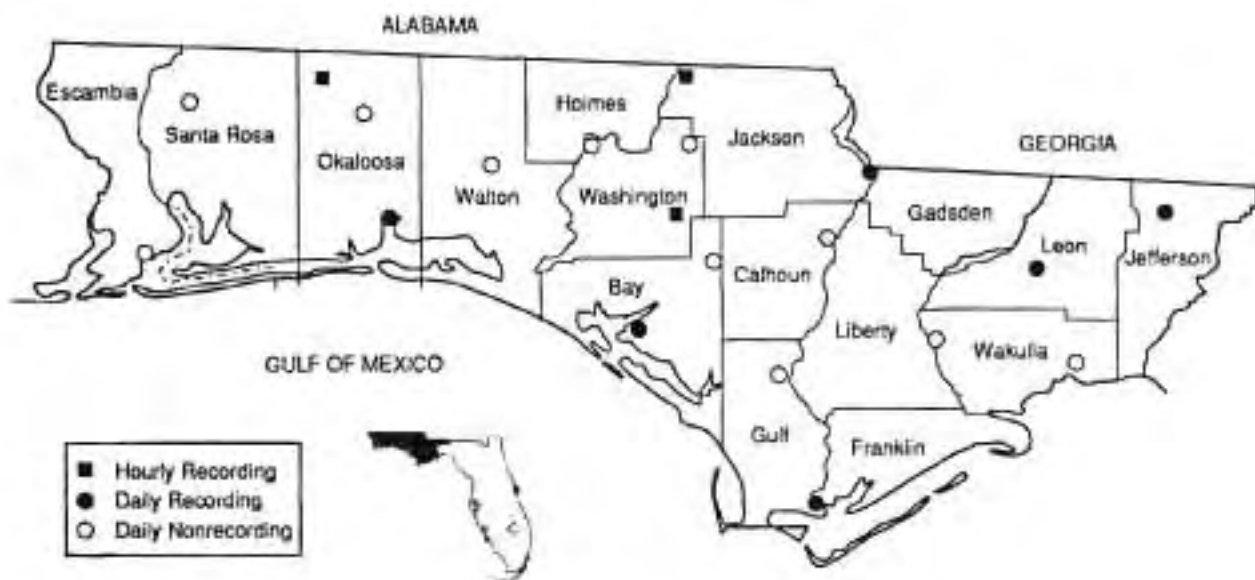 ALABAMA
Escambia
Santa Rosa
Okaloosa
Walton
Holmes
Washington
Jackson
GEORGIA
Gadsden
Leon
Jefferson
Bay
Calhoun
Liberty
Wakulla
GULF OF MEXICO
Gulf
Franklin
Hourly Recording
Daily Recording
Daily Nonrecording